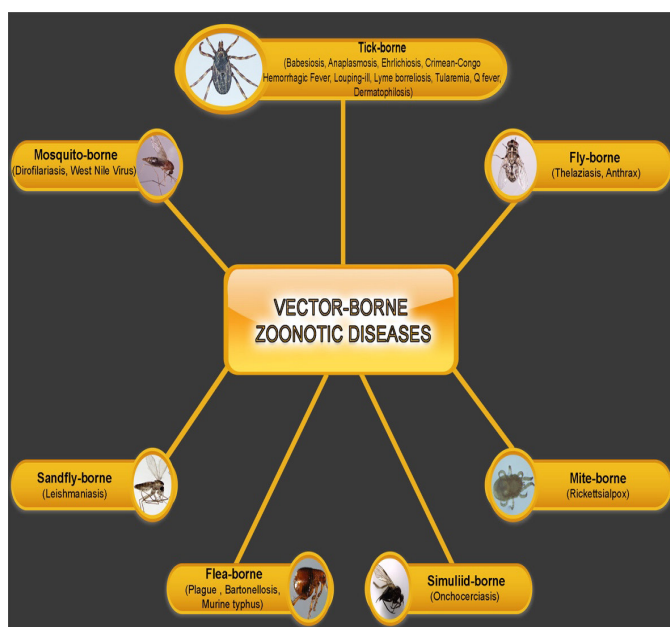 Tick-borne
(Babesiosis, Anaplasmosis, Ehrlichiosis, Crimean-Congo
Hemorrhagic Fever, Louping-ill, Lyme borreliosis, Tularemia, Q fever,
Dermatophilosis)
Mosquito-borne
(Dirofilariasis, West Nile Virus)
Fly-borne
(Thelaziasis, Anthrax)
VECTOR-BORNE
ZOONOTIC DISEASES
Sandfly-borne
(Leishmaniasis)
Mite-borne
(Rickettsialpox)
Flea-borne
(Plague , Bartonellosis,
Murine typhus)
Simuliid-borne
(Onchocerciasis)